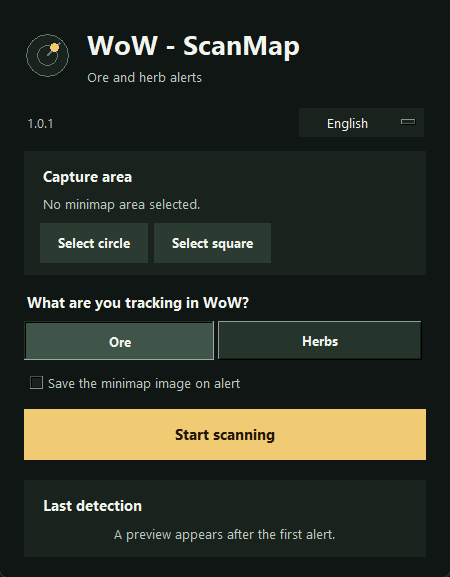 WoW - ScanMap
Ore and herb alerts
1.0.1
English
Capture area
No minimap area selected.
Select circle
Select square
What are you tracking in WoW?
Ore
Herbs
Save the minimap image on alert
Start scanning
Last detection
A preview appears after the first alert.